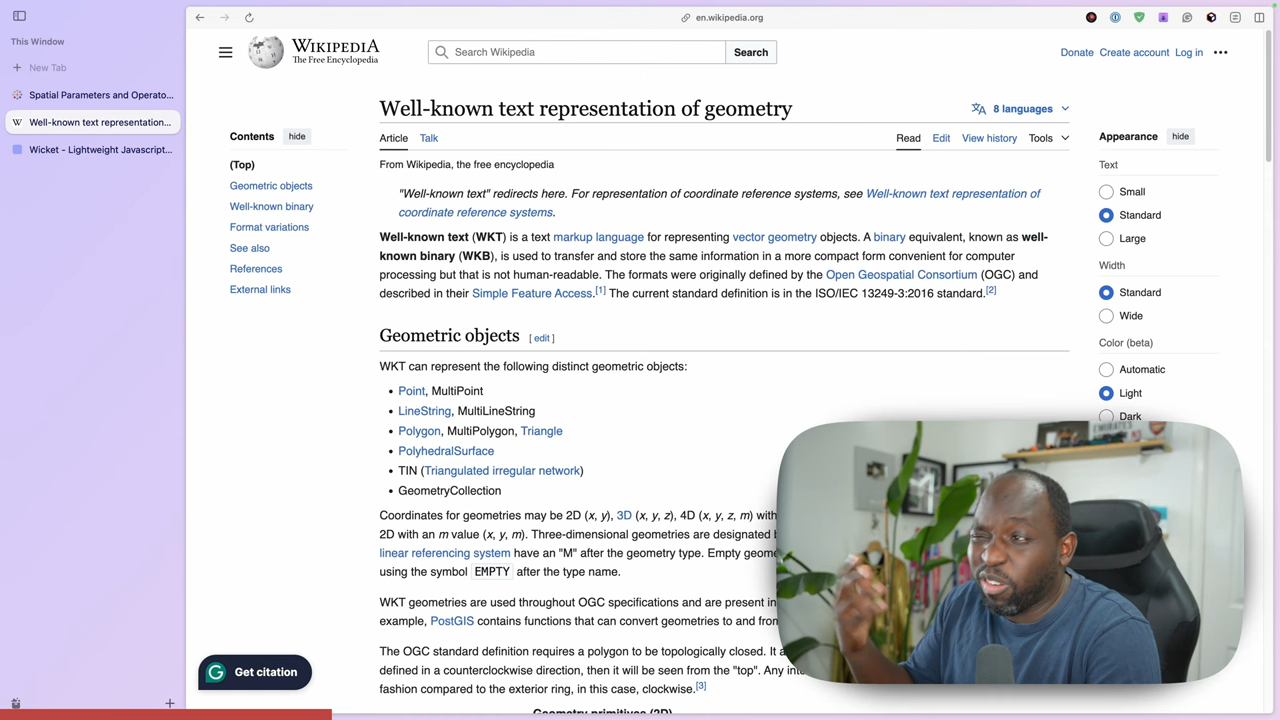 This Window
New Tab
Spatial Parameters and Operato...
Well-known text representation...
Wicket - Lightweight Javascript...
en.wikipedia.org
WIKIPEDIA
The Free Encyclopedia
Search Wikipedia
Search
Donate Create account Log in
Contents hide
(Top)
Geometric objects
Well-known binary
Format variations
See also
References
External links
Well-known text representation of geometry
8 languages
Article Talk
Read Edit View history Tools
From Wikipedia, the free encyclopedia
"Well-known text" redirects here. For representation of coordinate reference systems, see Well-known text representation of
coordinate reference systems.
Well-known text (WKT) is a text markup language for representing vector geometry objects. A binary equivalent, known as well-
known binary (WKB), is used to transfer and store the same information in a more compact form convenient for computer
processing but that is not human-readable. The formats were originally defined by the Open Geospatial Consortium (OGC) and
described in their Simple Feature Access.[1] The current standard definition is in the ISO/IEC 13249-3:2016 standard.[2]
Geometric objects [ edit ]
WKT can represent the following distinct geometric objects:
• Point, MultiPoint
• LineString, MultiLineString
• Polygon, MultiPolygon, Triangle
• PolyhedralSurface
• TIN (Triangulated irregular network)
• GeometryCollection
Coordinates for geometries may be 2D (x, y), 3D (x, y, z), 4D (x, y, z, m) with
2D with an m value (x, y, m). Three-dimensional geometries are designated
linear referencing system have an "M" after the geometry type. Empty
using the symbol EMPTY after the type name.
WKT geometries are used throughout OGC specifications and are present in
example, PostGIS contains functions that can convert geometries to and
The OGC standard definition requires a polygon to be topologically closed. It
defined in a counterclockwise direction, then it will be seen from the "top". Any
fashion compared to the exterior ring, in this case, clockwise.[3]
Geometry primitives (2D)
Appearance hide
Text
Small
Standard
Large
Width
Standard
Wide
Color (beta)
Automatic
Light
Dark
EMIRATES
Get citation